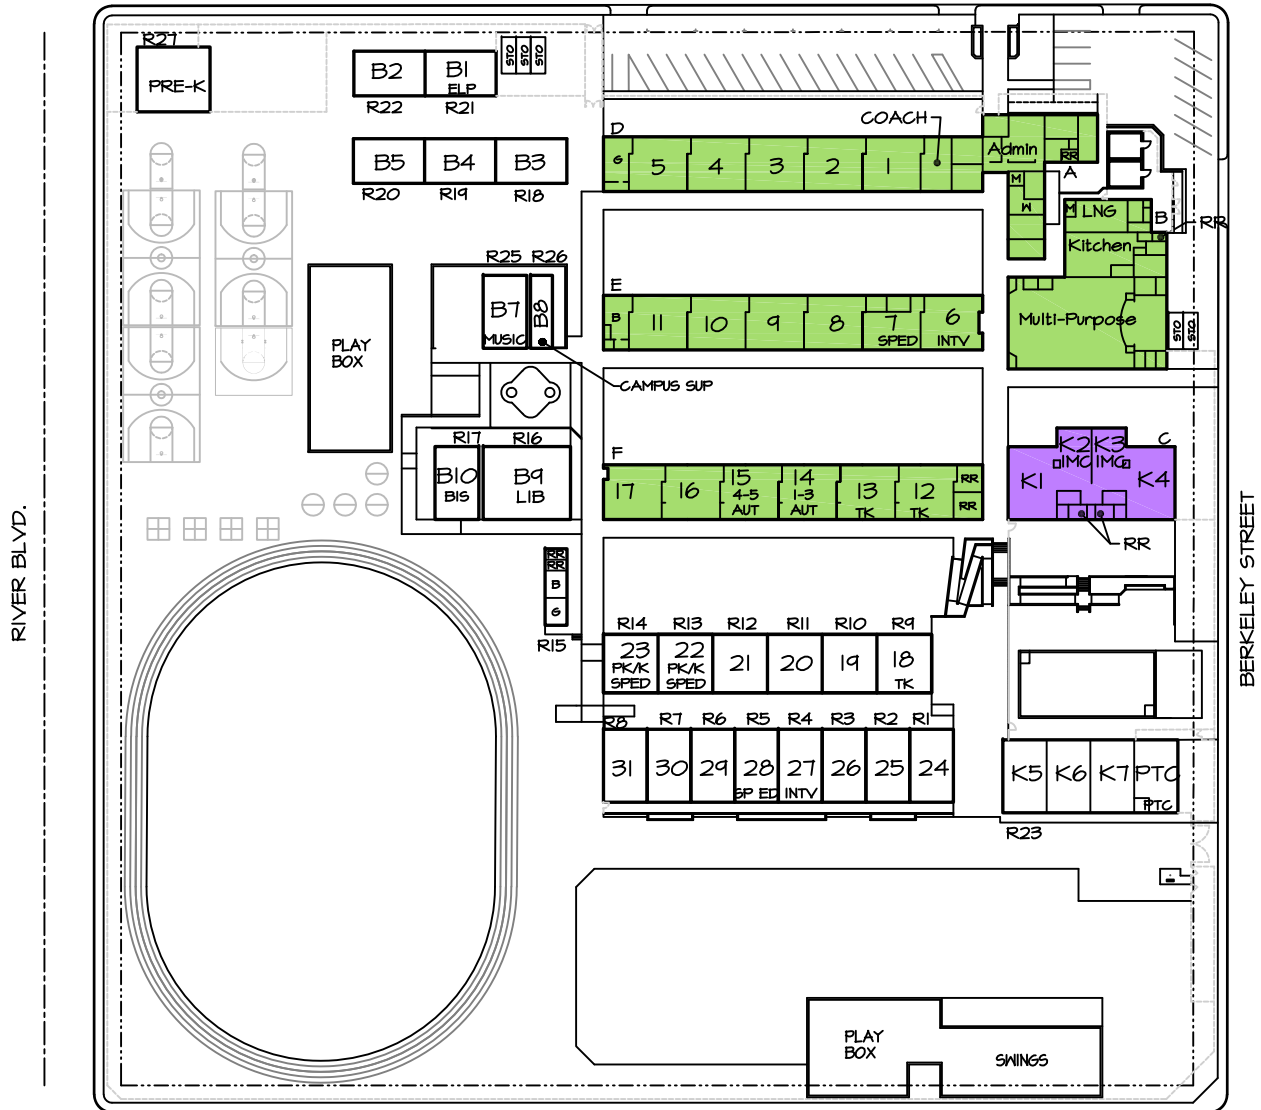 R27
PRE-K
B2
B1
ELP
R22
R21
STO
STO
STO
B5
B4
B3
R20
R19
R18
COACH
D
G
5
4
3
2
1
Admin
RR
A
M
W
M
LNG
B
RR
Kitchen
Multi-Purpose
STO
STO
R25
R26
B7
MUSIC
B8
CAMPUS SUP
PLAY
BOX
E
B
11
10
9
8
7
SPED
6
INTV
F
17
16
15
4-5
AUT
14
1-3
AUT
13
TK
12
TK
RR
RR
C
K2
K3
IMC
IMC
K1
K4
RR
R17
R16
B10
BIS
B9
LIB
RR
RR
B
G
R15
R14
R13
R12
R11
R10
R9
23
PK/K
SPED
22
PK/K
SPED
21
20
19
18
TK
R8
R7
R6
R5
R4
R3
R2
R1
31
30
29
28
SP ED
27
INTV
26
25
24
K5
K6
K7
PTC
PTC
R23
PLAY
BOX
SWINGS
RIVER BLVD.
BERKELEY STREET